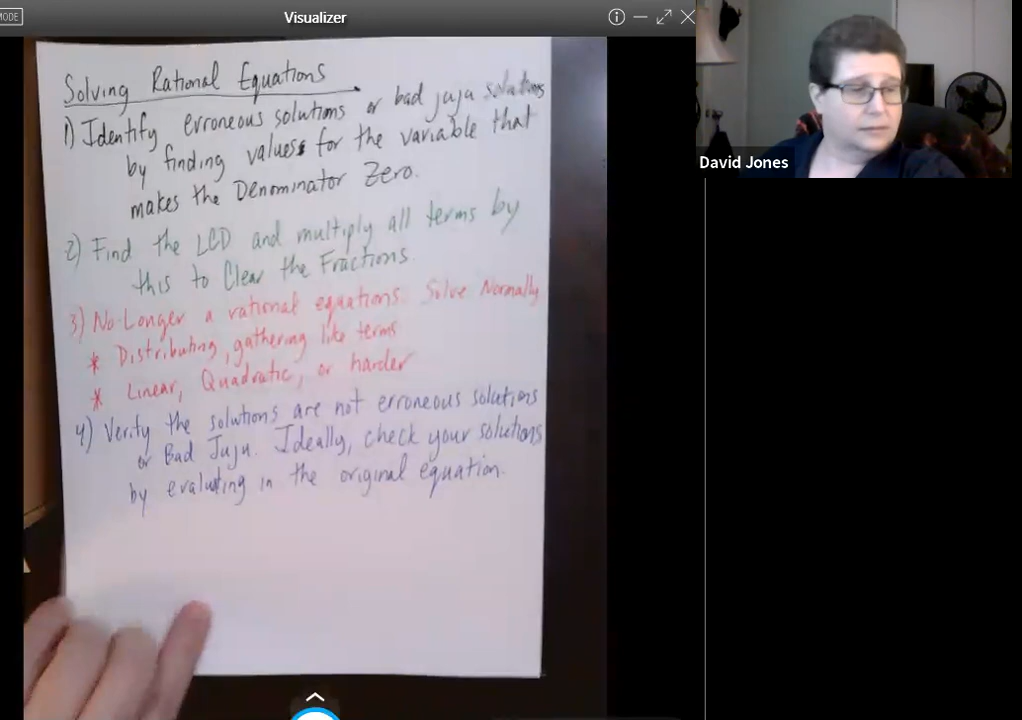 MODE
Visualizer
David Jones
Solving Rational Equations
1) Identify erroneous solutions or bad juja solutions
by finding values for the variable that
makes the Denominator Zero.
2) Find the LCD and multiply all terms by
this to Clear the Fractions.
3) No Longer a rational equations. Solve Normally
* Distributing, gathering like terms
* Linear, Quadratic, or harder
4) Verify the solutions are not erroneous solutions
or Bad Juju. Ideally, check your solutions
by evaluting in the original equation.